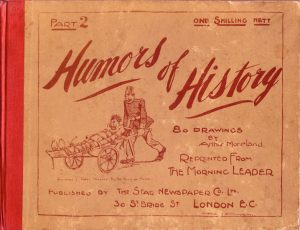 PART 2
ONE SHILLING NETT
Humors of History
80 DRAWINGS
BY
Arthur Moreland
REPRINTED FROM
THE MORNING LEADER
PUBLISHED BY THE STAR NEWSPAPER CO. LTD.
30 ST. BRIDE ST. LONDON E.C